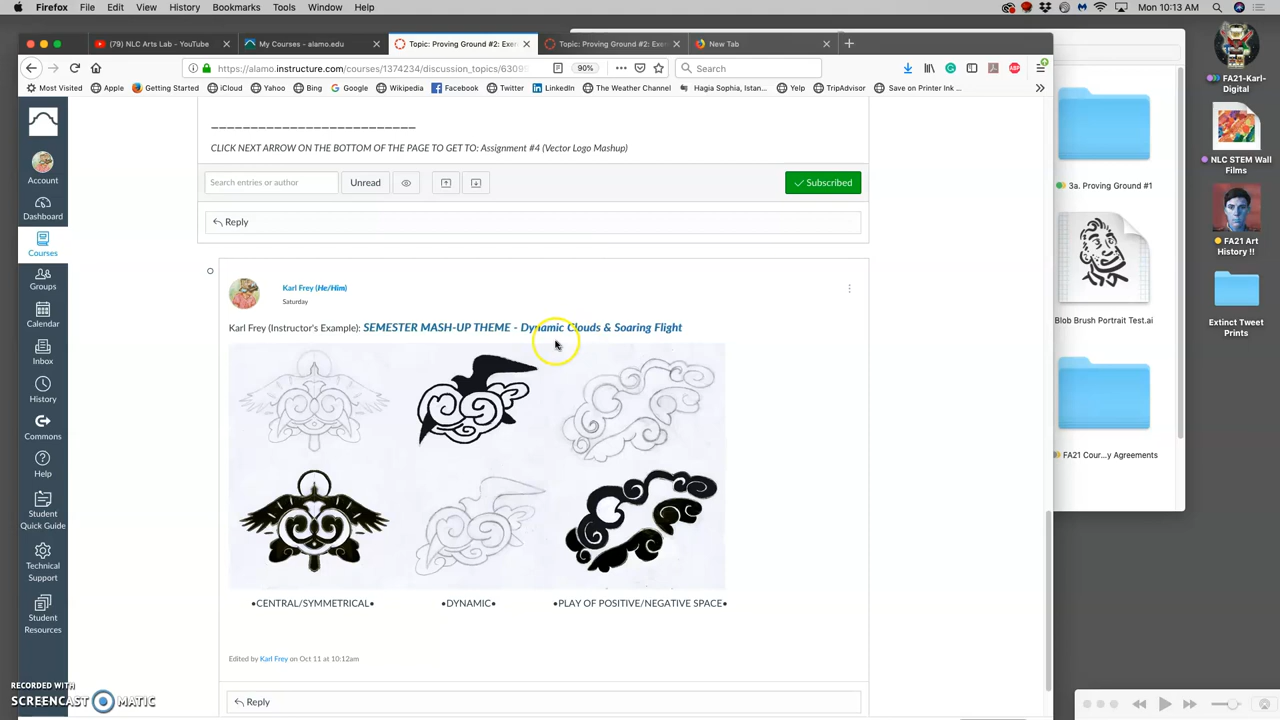 Firefox File Edit View History Bookmarks Tools Window Help Mon 10:13 AM
(79) NLC Arts Lab - YouTube My Courses - alamo.edu Topic: Proving Ground #2: Exer Topic: Proving Ground #2: Exer New Tab
https://alamo.instructure.com/courses/1374234/discussion_topics/6309 90% Search
Most Visited Apple Getting Started iCloud Yahoo Bing Google Wikipedia Facebook Twitter LinkedIn The Weather Channel Hagia Sophia, Istan... Yelp TripAdvisor Save on Printer Ink ...
Account
Dashboard
Courses
Groups
Calendar
Inbox
History
Commons
Help
Student
Quick Guide
Technical
Support
Student
Resources
CLICK NEXT ARROW ON THE BOTTOM OF THE PAGE TO GET TO: Assignment #4 (Vector Logo Mashup)
Search entries or author Unread Subscribed
Reply
Karl Frey (He/Him)
Saturday
Karl Frey (Instructor's Example): SEMESTER MASH-UP THEME - Dynamic Clouds & Soaring Flight
•CENTRAL/SYMMETRICAL• •DYNAMIC• •PLAY OF POSITIVE/NEGATIVE SPACE•
Edited by Karl Frey on Oct 11 at 10:12am
Reply
3a. Proving Ground #1
Blob Brush Portrait Test.ai
FA21 Cour...y Agreements
FA21-Karl-
Digital
NLC STEM Wall
Films
FA21 Art
History !!
Extinct Tweet
Prints
RECORDED WITH
SCREENCAST MATIC